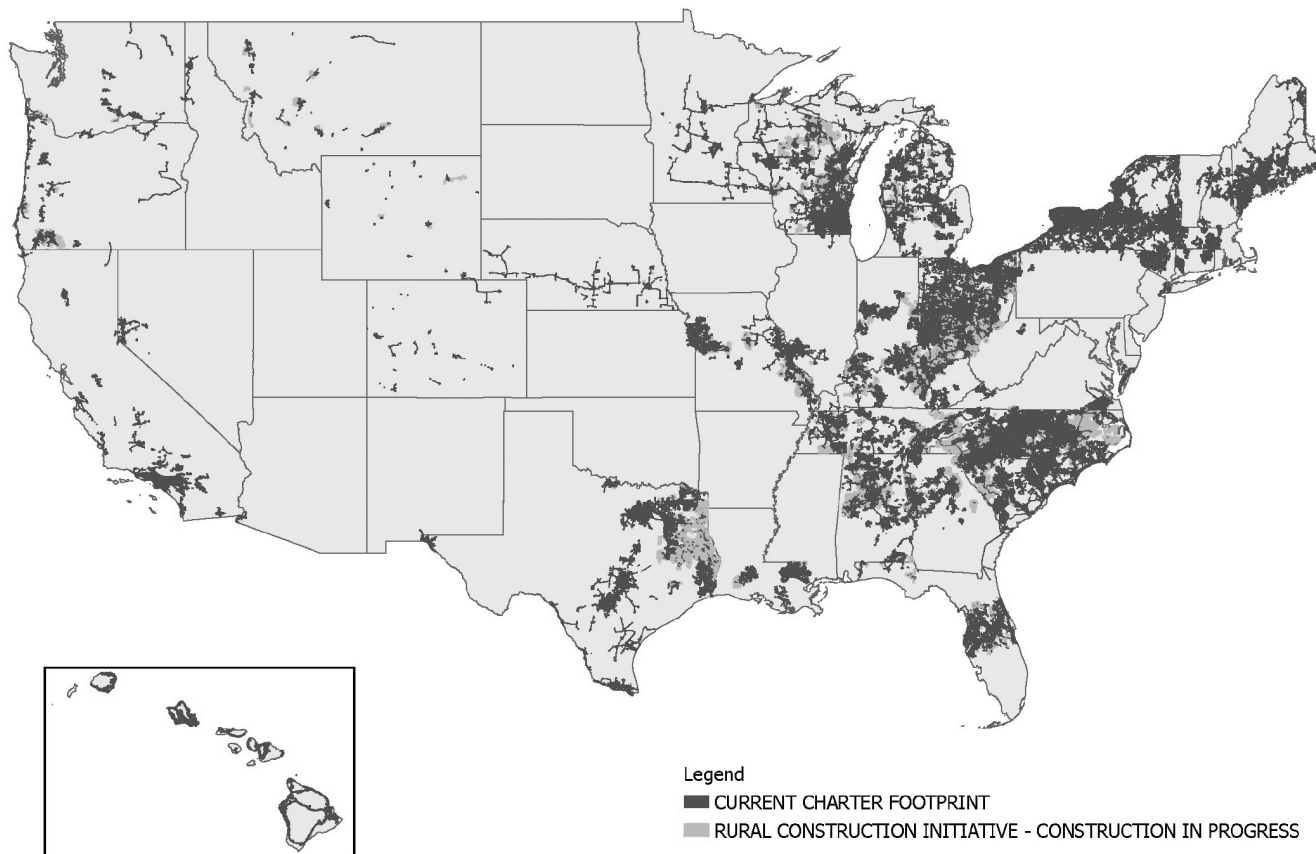 Legend
CURRENT CHARTER FOOTPRINT
RURAL CONSTRUCTION INITIATIVE - CONSTRUCTION IN PROGRESS